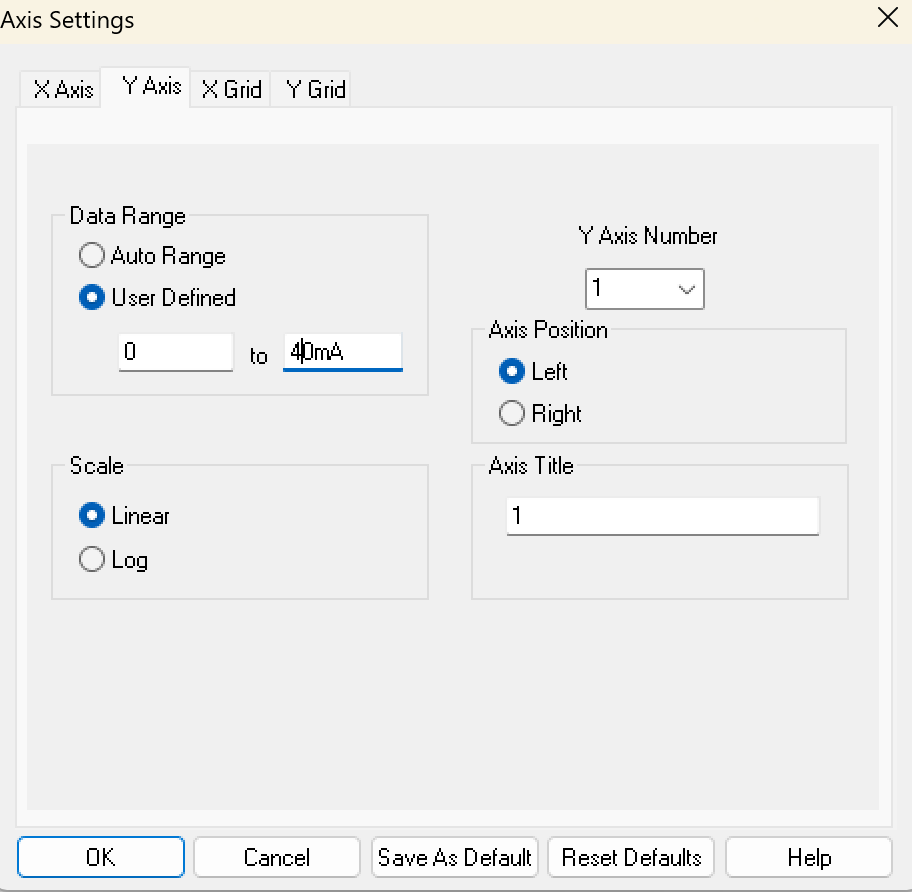 Axis Settings
X Axis Y Axis X Grid Y Grid
Data Range
Auto Range
User Defined
0 to 40mA
Y Axis Number
1
Axis Position
Left
Right
Scale
Linear
Log
Axis Title
1
OK Cancel Save As Default Reset Defaults Help